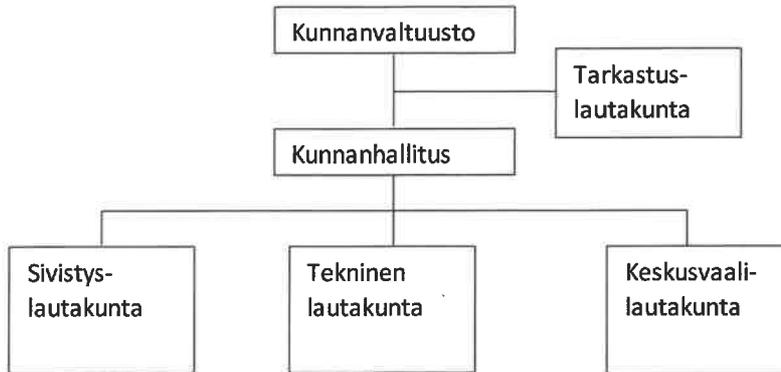 Kunnanvaltuusto
Tarkastus-
lautakunta
Kunnanhallitus
Sivistys-
lautakunta
Tekninen
lautakunta
Keskusvaali-
lautakunta